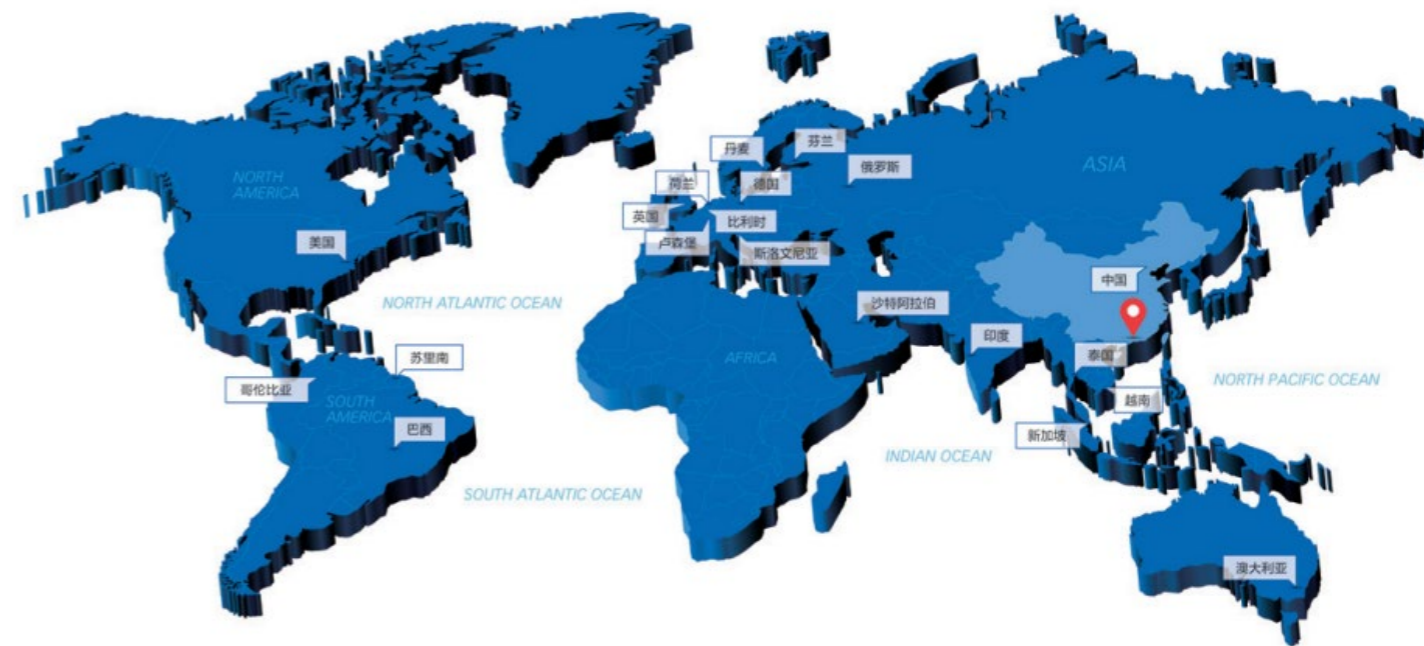 丹麦
芬兰
俄罗斯
ASIA
NORTH
AMERICA
荷兰
德国
英国
比利时
美国
卢森堡
斯洛文尼亚
中国
NORTH ATLANTIC OCEAN
沙特阿拉伯
印度
泰国
AFRICA
苏里南
哥伦比亚
NORTH PACIFIC OCEAN
SOUTH
AMERICA
越南
巴西
新加坡
INDIAN OCEAN
SOUTH ATLANTIC OCEAN
澳大利亚